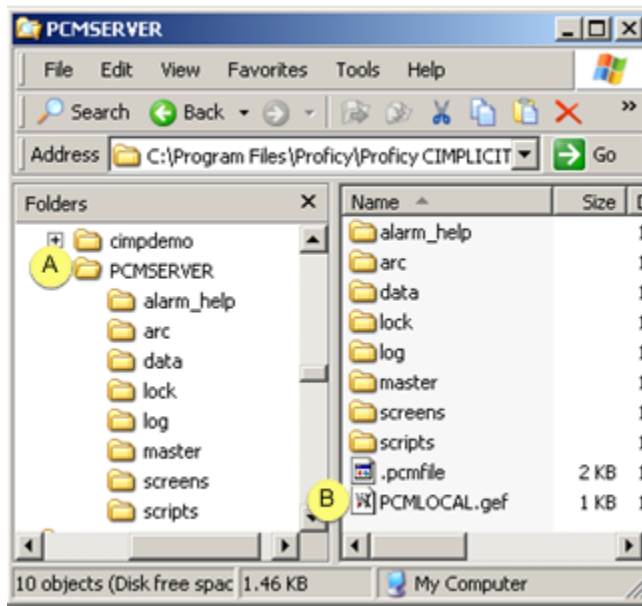 PCMSERVER
File Edit View Favorites Tools Help
Search Back »
Address C:\Program Files\Proficy\Proficy CIMPLICIT Go
Folders × Name Size
cimpdemo
A PCMSERVER
alarm_help
arc
data
lock
log
master
screens
scripts
alarm_help
arc
data
lock
log
master
screens
scripts
.pcmfile 2 KB
B PCMLOCAL.gef 1 KB
10 objects (Disk free spac 1.46 KB My Computer